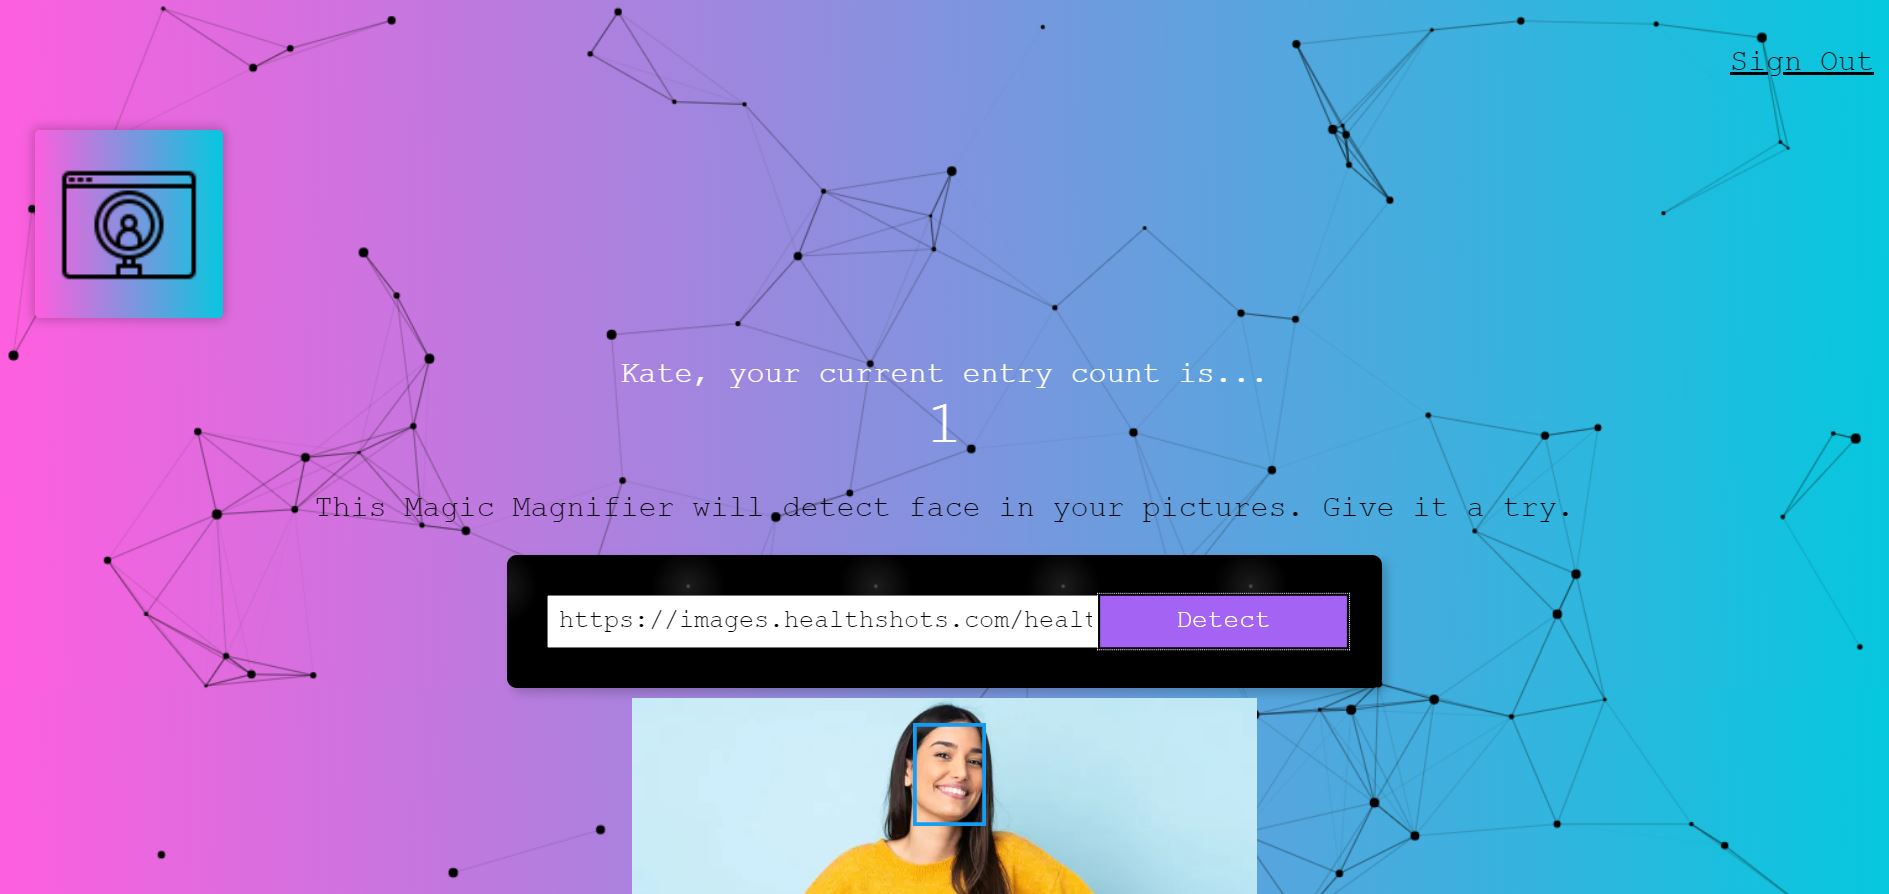 Sign Out
Kate, your current entry count is...
1
This Magic Magnifier will detect face in your pictures. Give it a try.
https://images.healthshots.com/healt
Detect